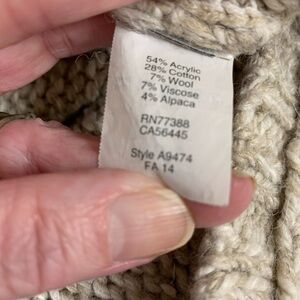 54% Acrylic
28% Cotton
7% Wool
7% Viscose
4% Alpaca
RN77388
CA56445
Style A9474
FA 14